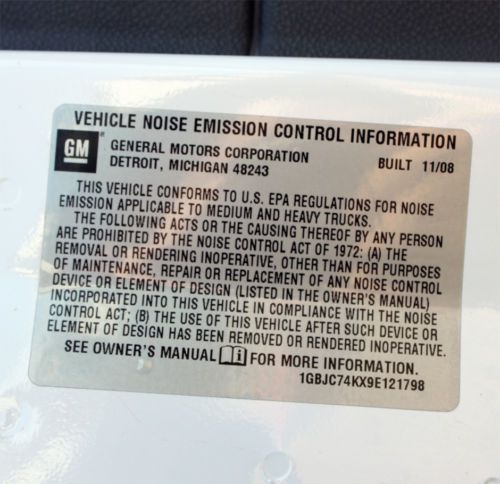 VEHICLE NOISE EMISSION CONTROL INFORMATION
GM
GENERAL MOTORS CORPORATION BUILT 11/08
DETROIT, MICHIGAN 48243
THIS VEHICLE CONFORMS TO U.S. EPA REGULATIONS FOR NOISE
EMISSION APPLICABLE TO MEDIUM AND HEAVY TRUCKS.
THE FOLLOWING ACTS OR THE CAUSING THEREOF BY ANY PERSON
ARE PROHIBITED BY THE NOISE CONTROL ACT OF 1972: (A) THE
REMOVAL OR RENDERING INOPERATIVE, OTHER THAN FOR PURPOSES
OF MAINTENANCE, REPAIR OR REPLACEMENT OF ANY NOISE CONTROL
DEVICE OR ELEMENT OF DESIGN (LISTED IN THE OWNER'S MANUAL)
INCORPORATED INTO THIS VEHICLE IN COMPLIANCE WITH THE NOISE
CONTROL ACT; (B) THE USE OF THIS VEHICLE AFTER SUCH DEVICE OR
ELEMENT OF DESIGN HAS BEEN REMOVED OR RENDERED INOPERATIVE.
SEE OWNER'S MANUAL FOR MORE INFORMATION.
1GBJC74KX9E121798